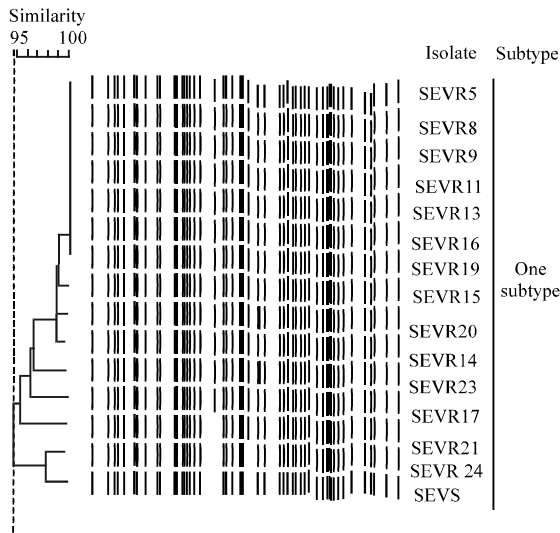 Similarity
95 100
Isolate Subtype
SEVR5
SEVR8
SEVR9
SEVR11
SEVR13
SEVR16
SEVR19
One
subtype
SEVR15
SEVR20
SEVR14
SEVR23
SEVR17
SEVR21
SEVR 24
SEVS